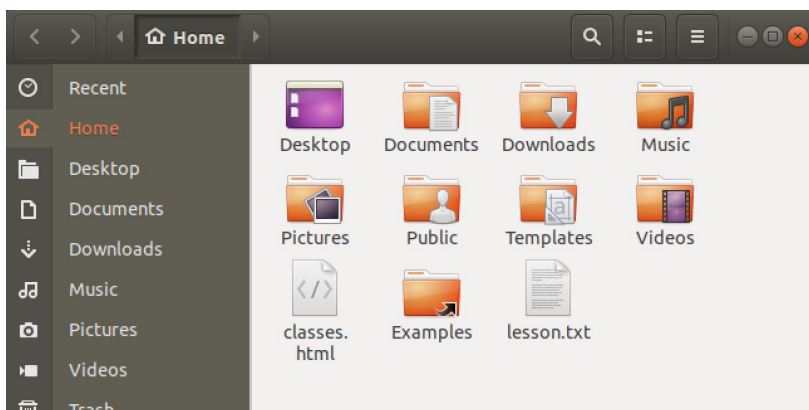 Home
Recent
Home
Desktop
Documents
Downloads
Music
Pictures
Videos
Trash
Desktop Documents Downloads Music
Pictures Public Templates Videos
classes. Examples lesson.txt
html